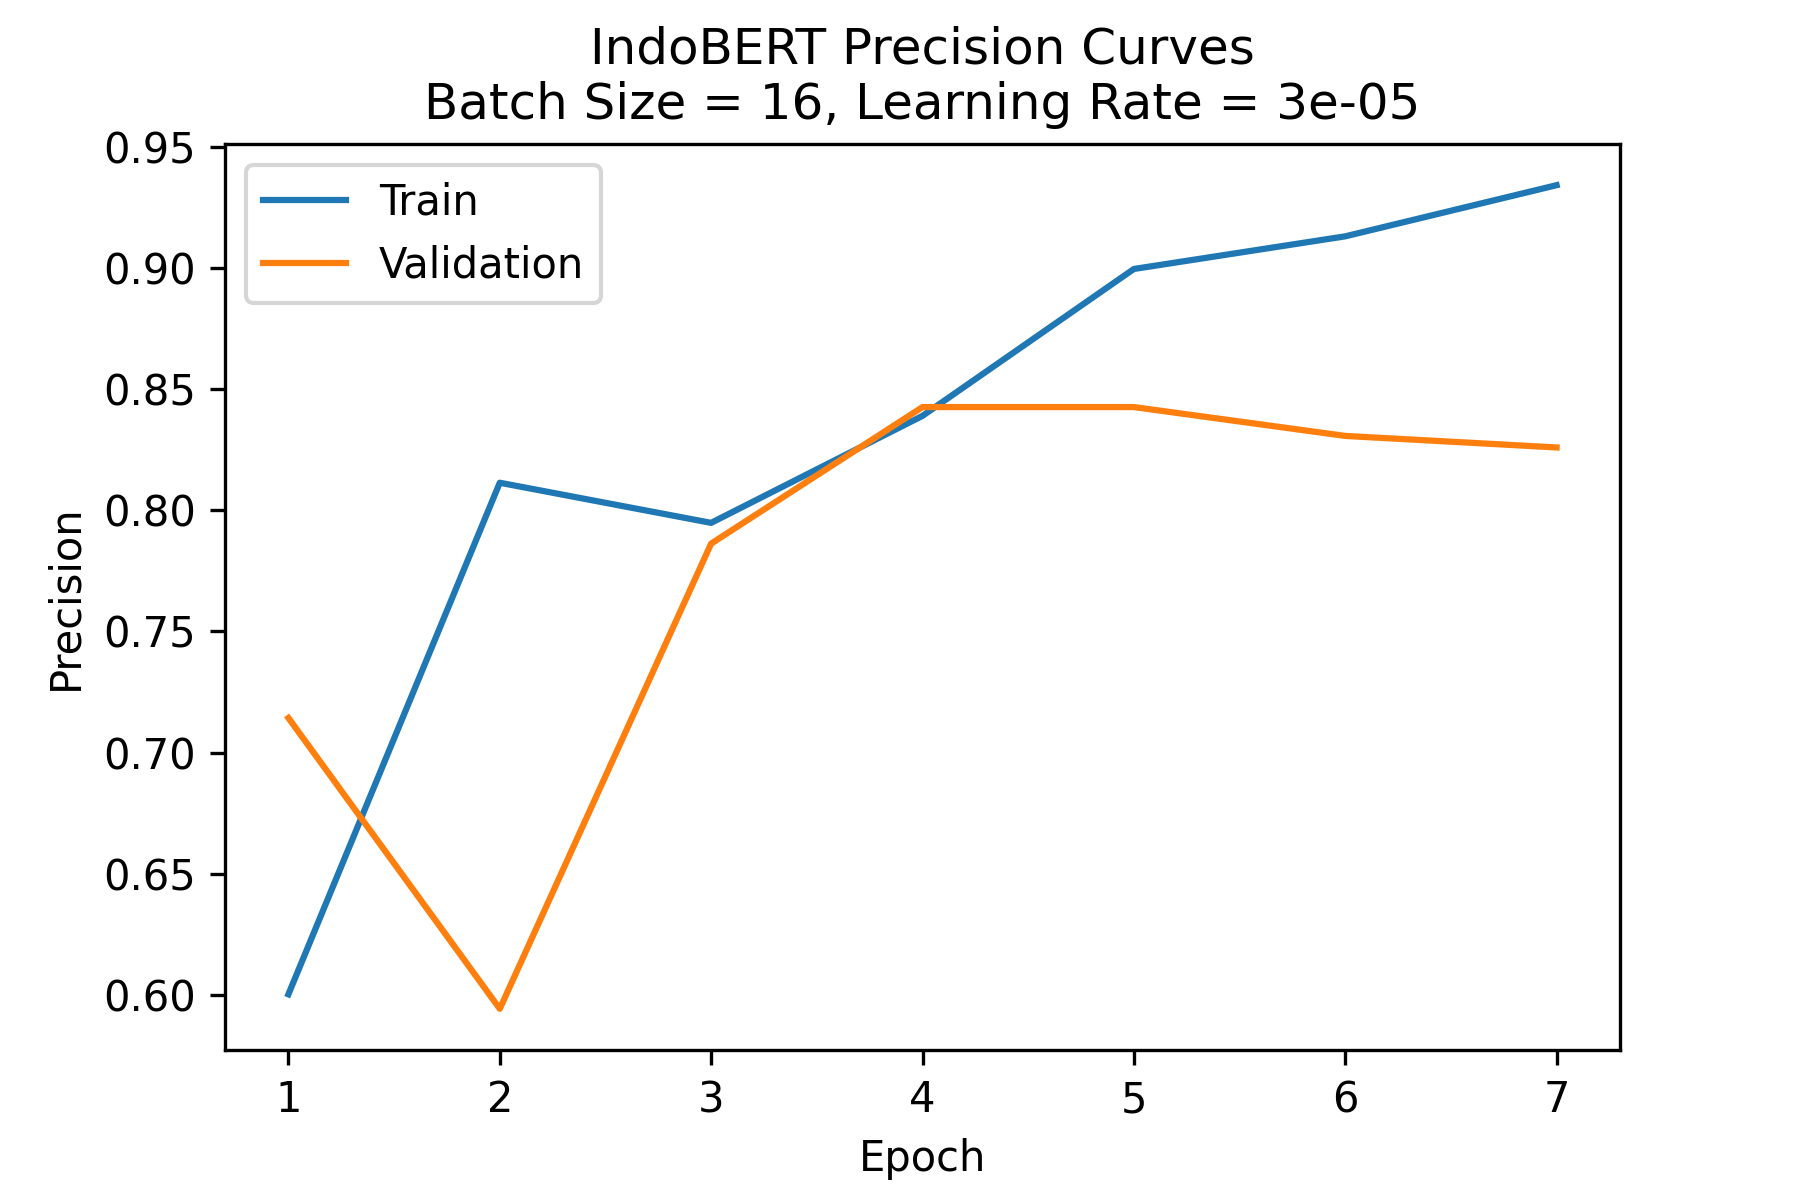 IndoBERT Precision Curves
Batch Size = 16, Learning Rate = 3e-05
Train
Validation
0.95
0.90
0.85
0.80
0.75
0.70
0.65
0.60
Precision
1 2 3 4 5 6 7
Epoch